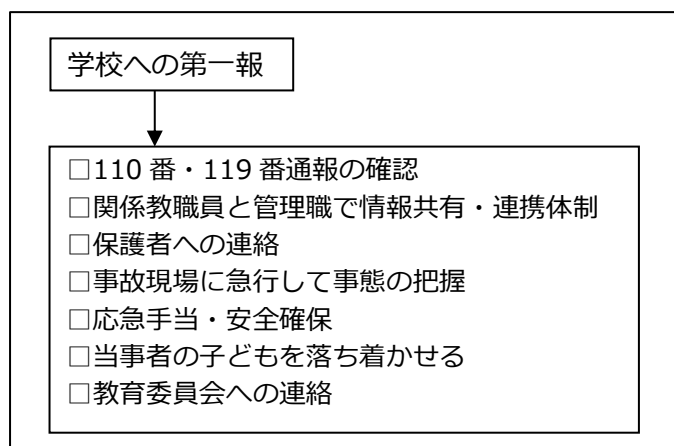 学校への第一報
□110 番・119 番通報の確認
□関係教職員と管理職で情報共有・連携体制
□保護者への連絡
□事故現場に急行して事態の把握
□応急手当・安全確保
□当事者の子どもを落ち着かせる
□教育委員会への連絡